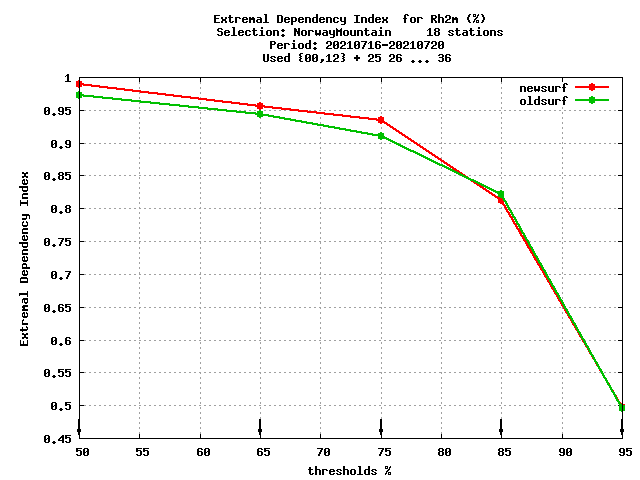 Extremal Dependency Index  for Rh2m (%)
Selection: NorwayMountain     18 stations
Period: 20210716-20210720
Used {00,12} + 25 26 ... 36
newsurf
oldsurf
1
0.95
0.9
0.85
0.8
0.75
0.7
0.65
0.6
0.55
0.5
0.45
Extremal Dependency Index
50 55 60 65 70 75 80 85 90 95
thresholds %